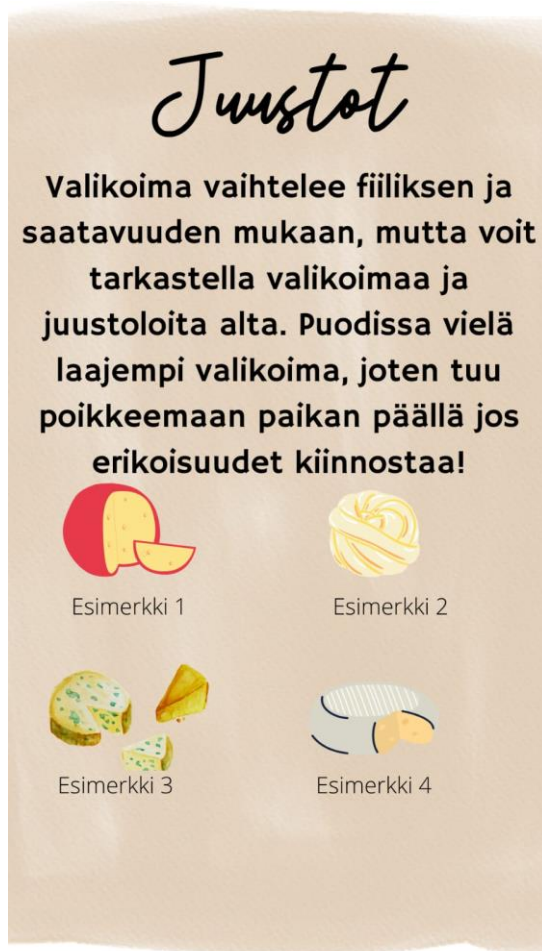 Juustot
Valikoima vaihtelee fiiliksen ja
saatavuuden mukaan, mutta voit
tarkastella valikoimaa ja
juustoloita alta. Puodissa vielä
laajempi valikoima, joten tuu
poikkeemaan paikan päällä jos
erikoisuudet kiinnostaa!
Esimerkki 1
Esimerkki 2
Esimerkki 3
Esimerkki 4